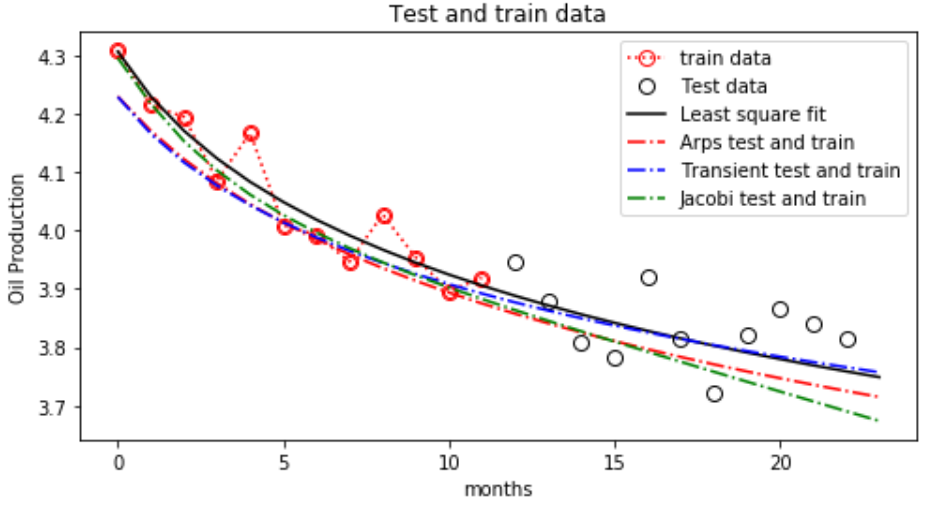 Test and train data
Oil Production
4.3
4.2
4.1
4.0
3.9
3.8
3.7
train data
Test data
Least square fit
Arps test and train
Transient test and train
Jacobi test and train
0
5
10
15
20
months